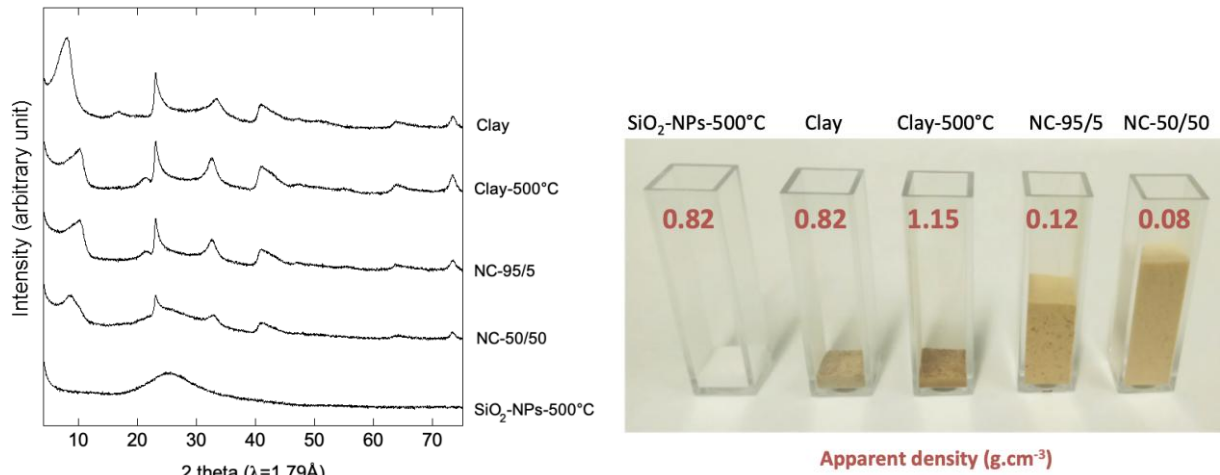 Intensity (arbitrary unit)
Clay
Clay-500°C
NC-95/5
NC-50/50
SiO₂-NPs-500°C
10 20 30 40 50 60 70
2 theta (λ=1.79Å)
SiO₂-NPs-500°C Clay Clay-500°C NC-95/5 NC-50/50
0.82 0.82 1.15 0.12 0.08
Apparent density (g.cm⁻³)